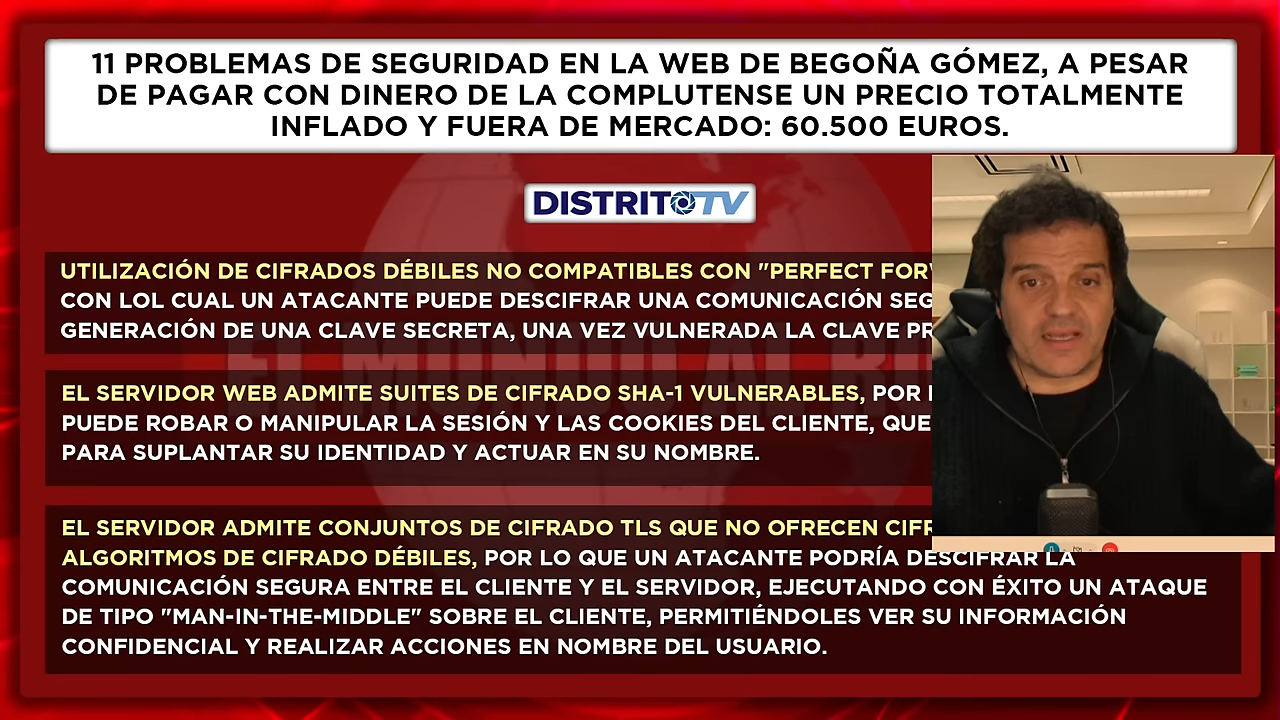 11 PROBLEMAS DE SEGURIDAD EN LA WEB DE BEGOÑA GÓMEZ, A PESAR
DE PAGAR CON DINERO DE LA COMPLUTENSE UN PRECIO TOTALMENTE
INFLADO Y FUERA DE MERCADO: 60.500 EUROS.
DISTRITOTV
UTILIZACIÓN DE CIFRADOS DÉBILES NO COMPATIBLES CON "PERFECT
CON LOL CUAL UN ATACANTE PUEDE DESCIFRAR UNA COMUNICACIÓN
GENERACIÓN DE UNA CLAVE SECRETA, UNA VEZ VULNERADA LA CLAVE
EL SERVIDOR WEB ADMITE SUITES DE CIFRADO SHA-1 VULNERABLES, POR
PUEDE ROBAR O MANIPULAR LA SESIÓN Y LAS COOKIES DEL CLIENTE, QUE
PARA SUPLANTAR SU IDENTIDAD Y ACTUAR EN SU NOMBRE.
EL SERVIDOR ADMITE CONJUNTOS DE CIFRADO TLS QUE NO OFRECEN
ALGORITMOS DE CIFRADO DÉBILES, POR LO QUE UN ATACANTE PODRÍA DESCIFRAR LA
COMUNICACIÓN SEGURA ENTRE EL CLIENTE Y EL SERVIDOR, EJECUTANDO CON ÉXITO UN ATAQUE
DE TIPO "MAN-IN-THE-MIDDLE" SOBRE EL CLIENTE, PERMITIÉNDOLES VER SU INFORMACIÓN
CONFIDENCIAL Y REALIZAR ACCIONES EN NOMBRE DEL USUARIO.